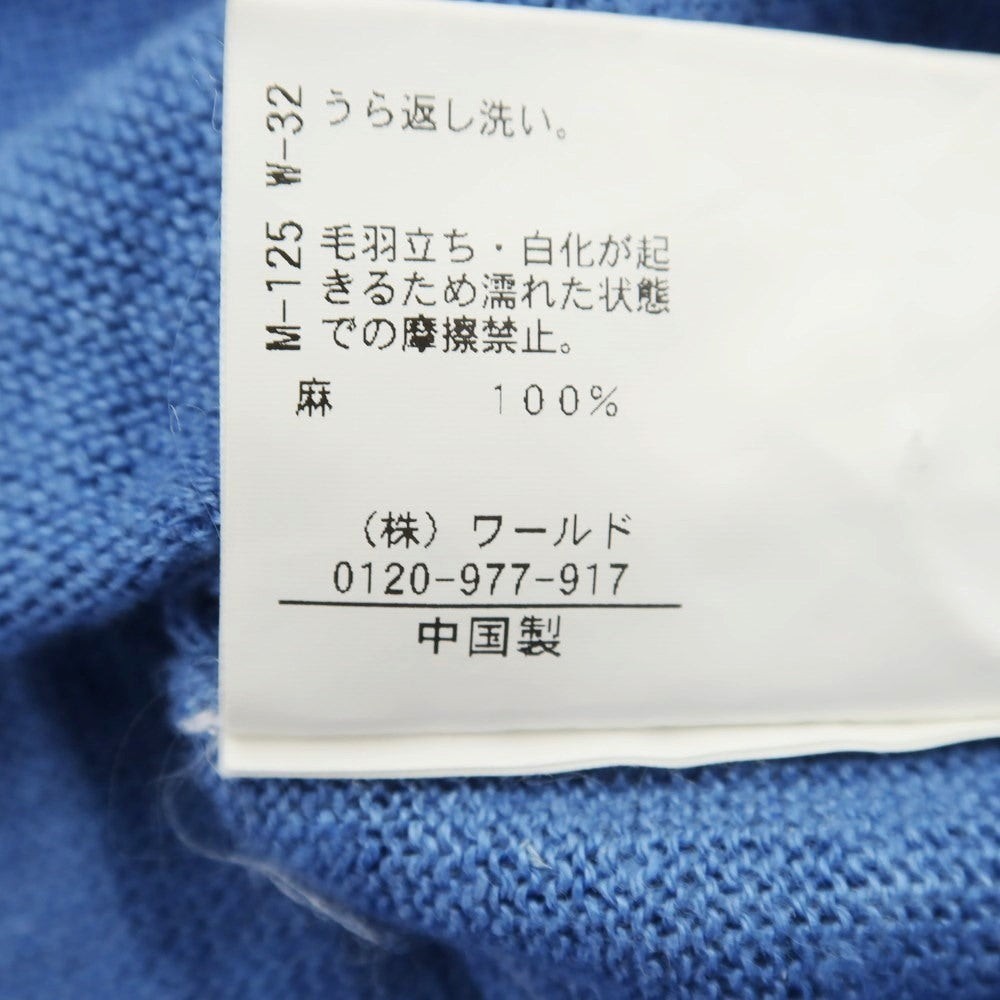 W-32
うら返し洗い。
M-125
毛羽立ち・白化が起
きるため濡れた状態
での摩擦禁止。
麻 100%
(株) ワールド
0120-977-917
中国製